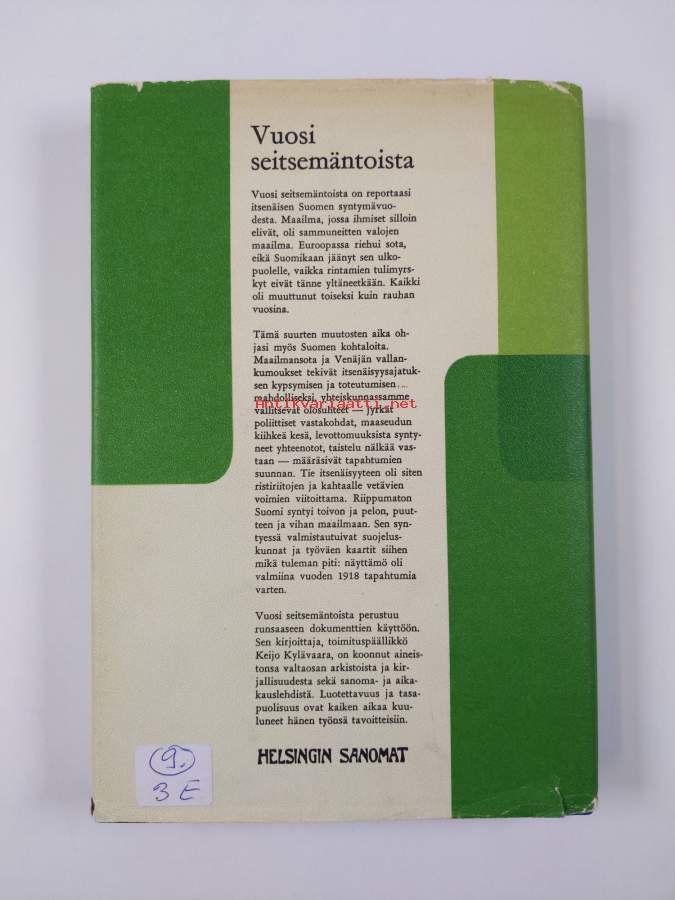 Vuosi
seitsemäntoista
Vuosi seitsemäntoista on reportaasi
itsenäisen Suomen syntymävuo-
desta. Maailma, jossa ihmiset silloin
elivät, oli sammuneitten valojen
maailma. Euroopassa riehui sota,
eikä Suomikaan jäänyt sen ulko-
puolelle, vaikka rintamien tulimyrs-
kyt eivät tänne yltäneetkään. Kaikki
oli muuttunut toiseksi kuin rauhan
vuosina.
Tämä suurten muutosten aika oh-
jasi myös Suomen kohtaloita.
Maailmansota ja Venäjän vallan-
kumoukset tekivät itsenäisyysajatuk-
sen kypsymisen ja toteutumisen
mahdolliseksi, yhteiskunnassamme
Antikvariaatti.net
vallitsevat olosuhteet — jyrkät
poliittiset vastakohdat, maaseudun
kiihkeä kesä, levottomuuksista synty-
neet yhteenotot, taistelu nälkää vas-
taan — määräsivät tapahtumien
suunnan. Tie itsenäisyyteen oli siten
ristiriitojen ja kahtaalle vetävien
voimien viitoittama. Riippumaton
Suomi syntyi toivon ja pelon, puut-
teen ja vihan maailmaan. Sen syn-
tyessä valmistautuivat suojelus-
kunnat ja työväen kaartit siihen
mikä tuleman piti: näyttämö oli
valmiina vuoden 1918 tapahtumia
varten.
Vuosi seitsemäntoista perustuu
runsaaseen dokumenttien käyttöön.
Sen kirjoittaja, toimituspäällikkö
Keijo Kylävaara, on koonnut aineis-
tonsa valtaosan arkistoista ja kir-
jallisuudesta sekä sanoma- ja aika-
kauslehdistä. Luotettavuus ja tasa-
puolisuus ovat kaiken aikaa kuu-
luneet hänen työnsä tavoitteisiin.
HELSINGIN SANOMAT
9.
3 E